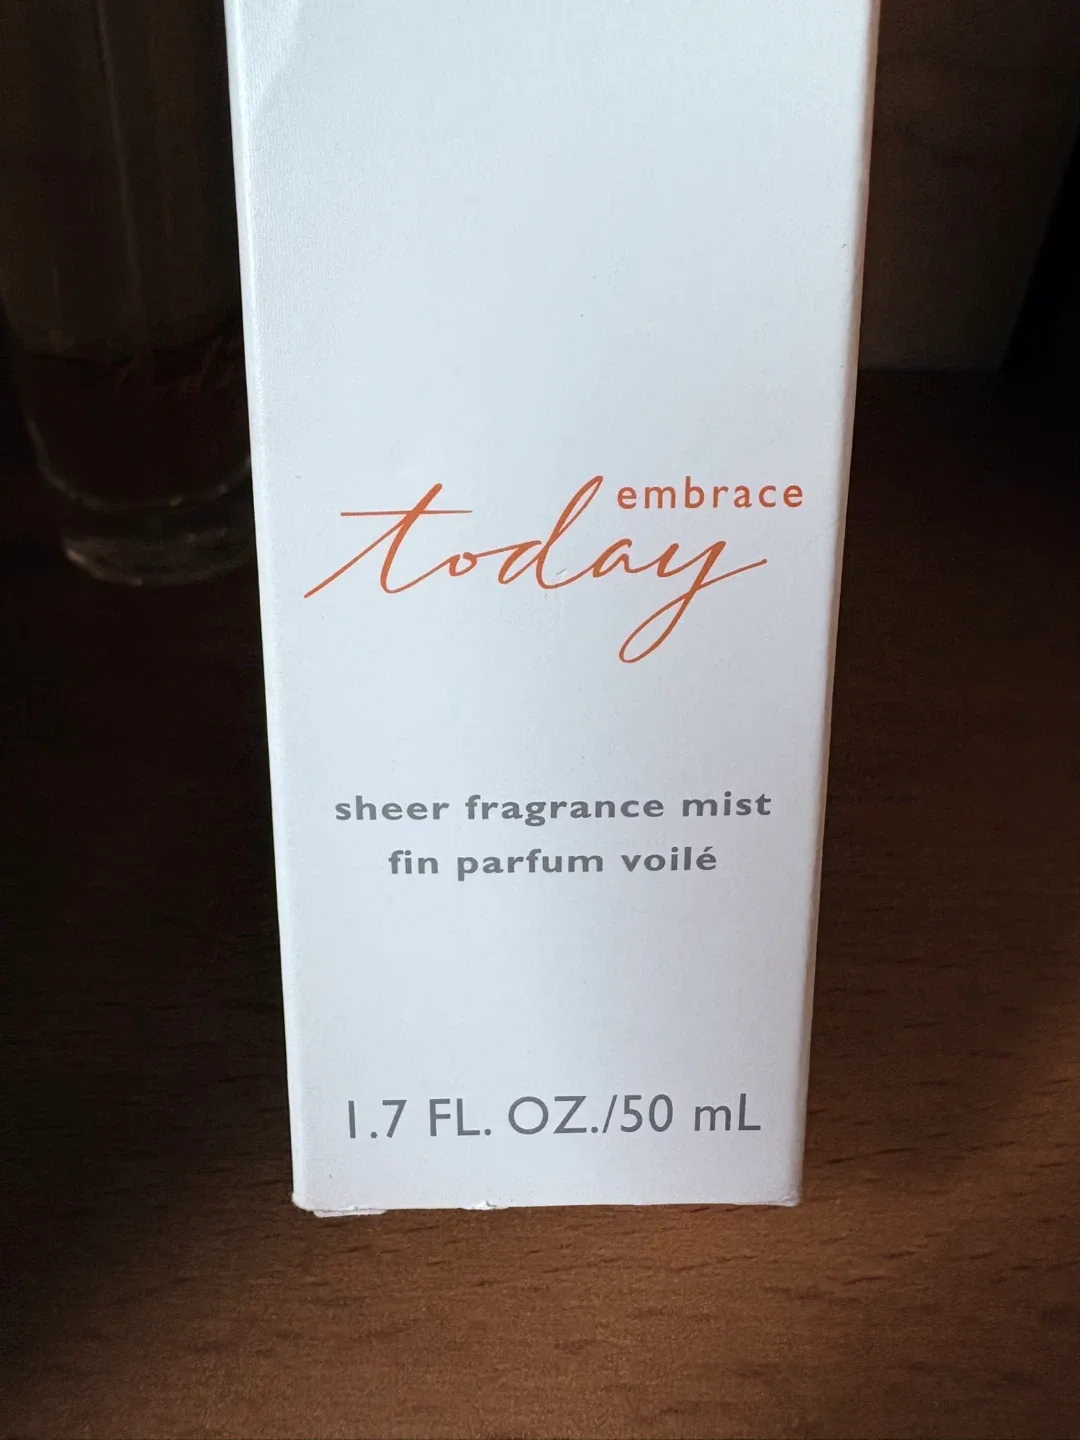 embrace
today
sheer fragrance mist
fin parfum voilé
1.7 FL. OZ./50 mL